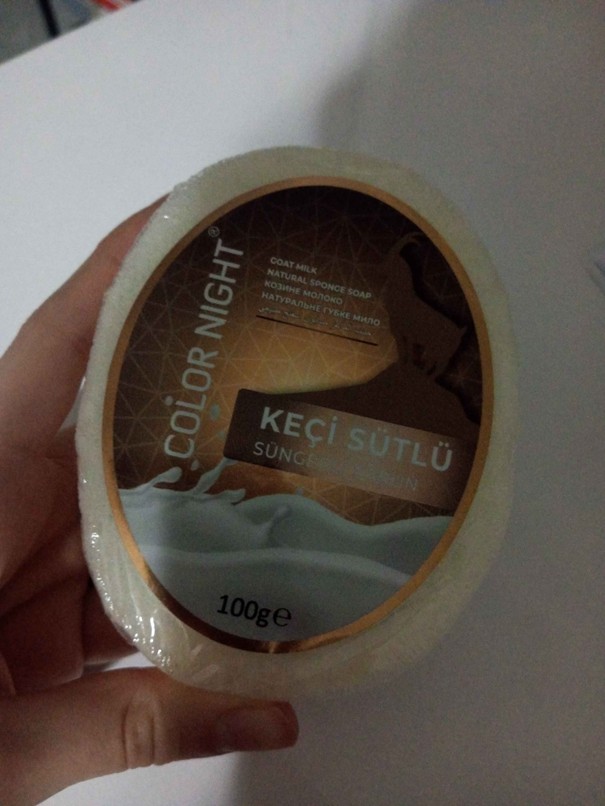 COLOR NIGHT®
GOAT MILK
NATURAL SPONGE SOAP
КОЗИНЕ МОЛОКО
НАТУРАЛЬНЕ ГУБКЕ МИЛО
KEÇİ SÜTLÜ
100g℮